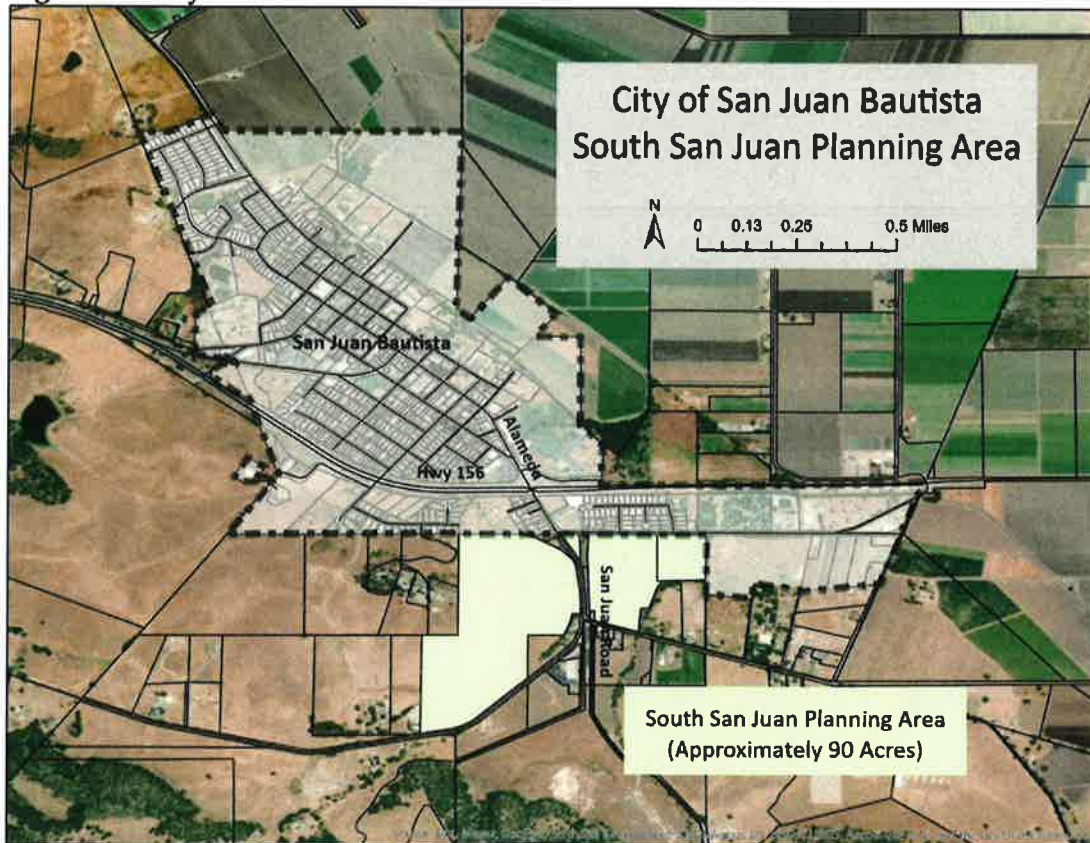 City of San Juan Bautista
South San Juan Planning Area
N
0 0.13 0.25 0.5 Miles
San Juan Bautista
Alameda
Hwy 156
San Juan Road
South San Juan Planning Area
(Approximately 90 Acres)